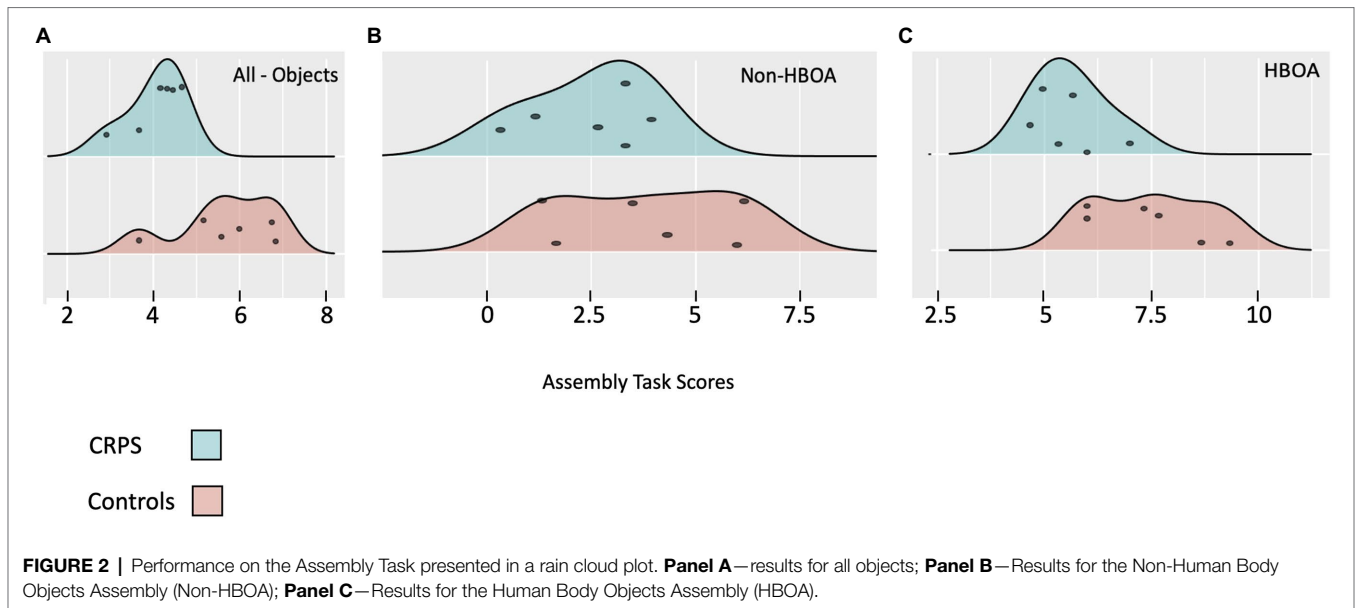 A
B
C
All - Objects
Non-HBOA
HBOA
2 4 6 8
0 2.5 5 7.5
2.5 5 7.5 10
Assembly Task Scores
CRPS
Controls
FIGURE 2 | Performance on the Assembly Task presented in a rain cloud plot. Panel A—results for all objects; Panel B—Results for the Non-Human Body
Objects Assembly (Non-HBOA); Panel C—Results for the Human Body Objects Assembly (HBOA).